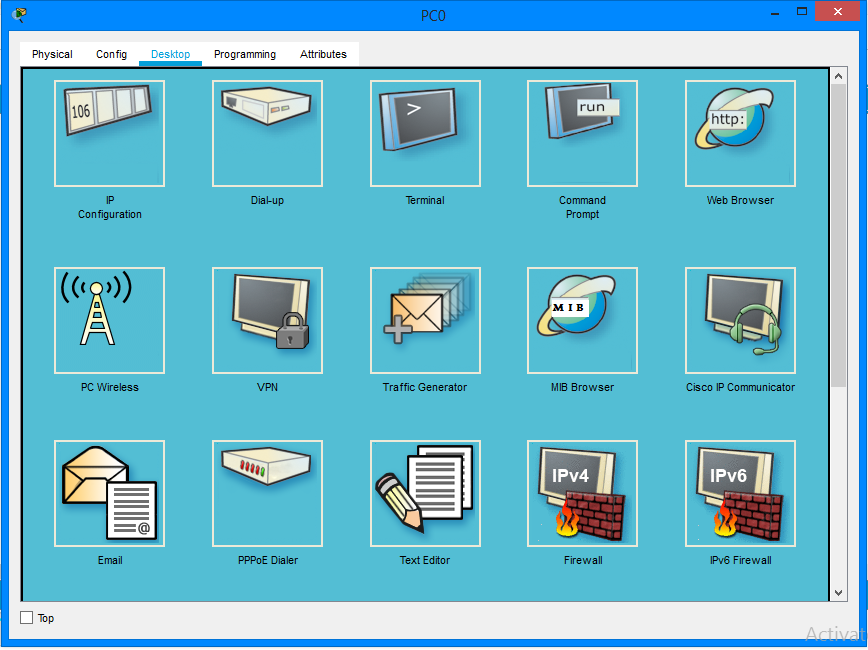 PC0
Physical Config Desktop Programming Attributes
106
>
run
http:
IP
Configuration
Dial-up
Terminal
Command
Prompt
Web Browser
MIB
PC Wireless
VPN
Traffic Generator
MIB Browser
Cisco IP Communicator
@
IPv4
IPv6
Email
PPPoE Dialer
Text Editor
Firewall
IPv6 Firewall
Top
Activat